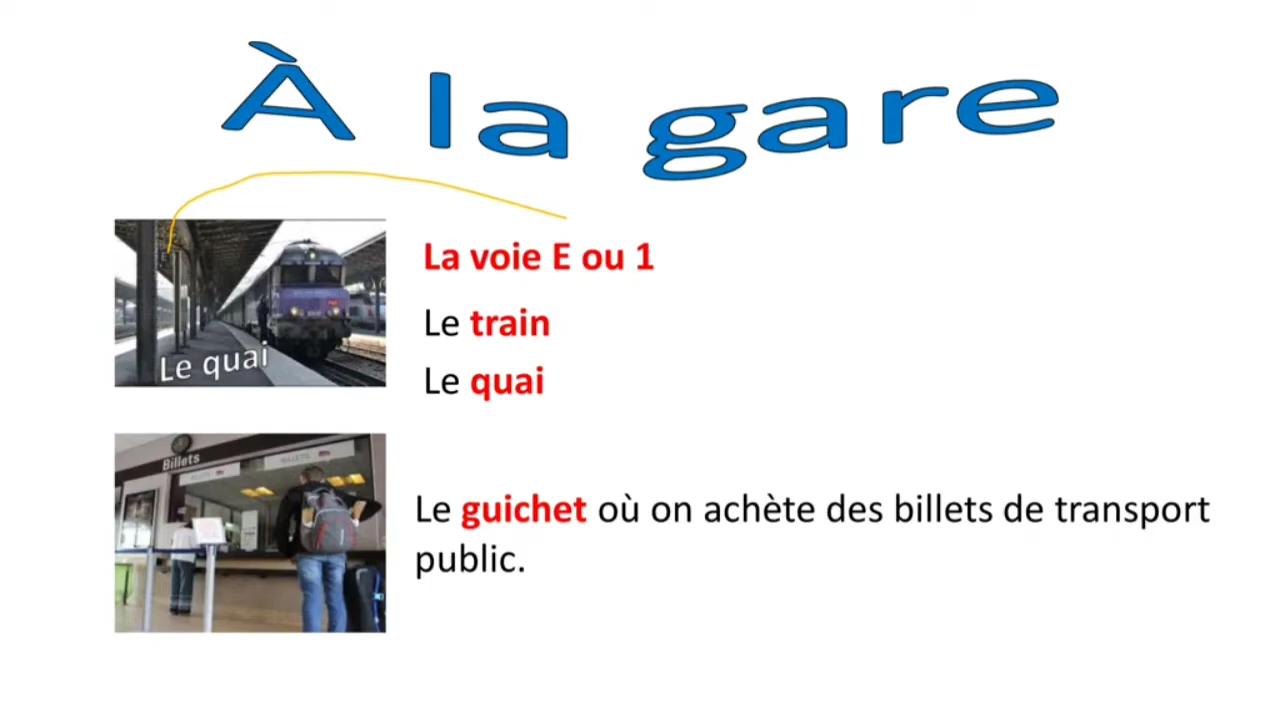 À la gare
La voie E ou 1
Le train
Le quai
Le quai
Billets
BILLETS
Le guichet où on achète des billets de transport
public.